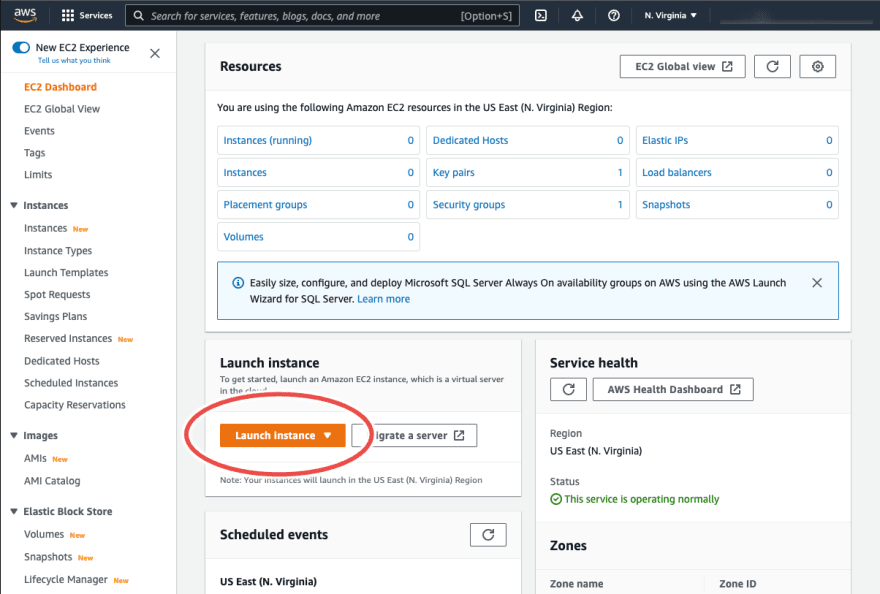 aws
Services
Search for services, features, blogs, docs, and more
[Option+S]
N. Virginia
New EC2 Experience
Tell us what you think
EC2 Dashboard
EC2 Global View
Events
Tags
Limits
Instances
Instances New
Instance Types
Launch Templates
Spot Requests
Savings Plans
Reserved Instances New
Dedicated Hosts
Scheduled Instances
Capacity Reservations
Images
AMIs New
AMI Catalog
Elastic Block Store
Volumes New
Snapshots New
Lifecycle Manager New
Resources
EC2 Global view
You are using the following Amazon EC2 resources in the US East (N. Virginia) Region:
Instances (running) 0
Dedicated Hosts 0
Elastic IPs 0
Instances 0
Key pairs 1
Load balancers 0
Placement groups 0
Security groups 1
Snapshots 0
Volumes 0
Easily size, configure, and deploy Microsoft SQL Server Always On availability groups on AWS using the AWS Launch
Wizard for SQL Server. Learn more
Launch instance
To get started, launch an Amazon EC2 instance, which is a virtual server
in the cloud.
Launch instance
igrate a server
Note: Your instances will launch in the US East (N. Virginia) Region
Scheduled events
US East (N. Virginia)
Service health
AWS Health Dashboard
Region
US East (N. Virginia)
Status
This service is operating normally
Zones
Zone name
Zone ID